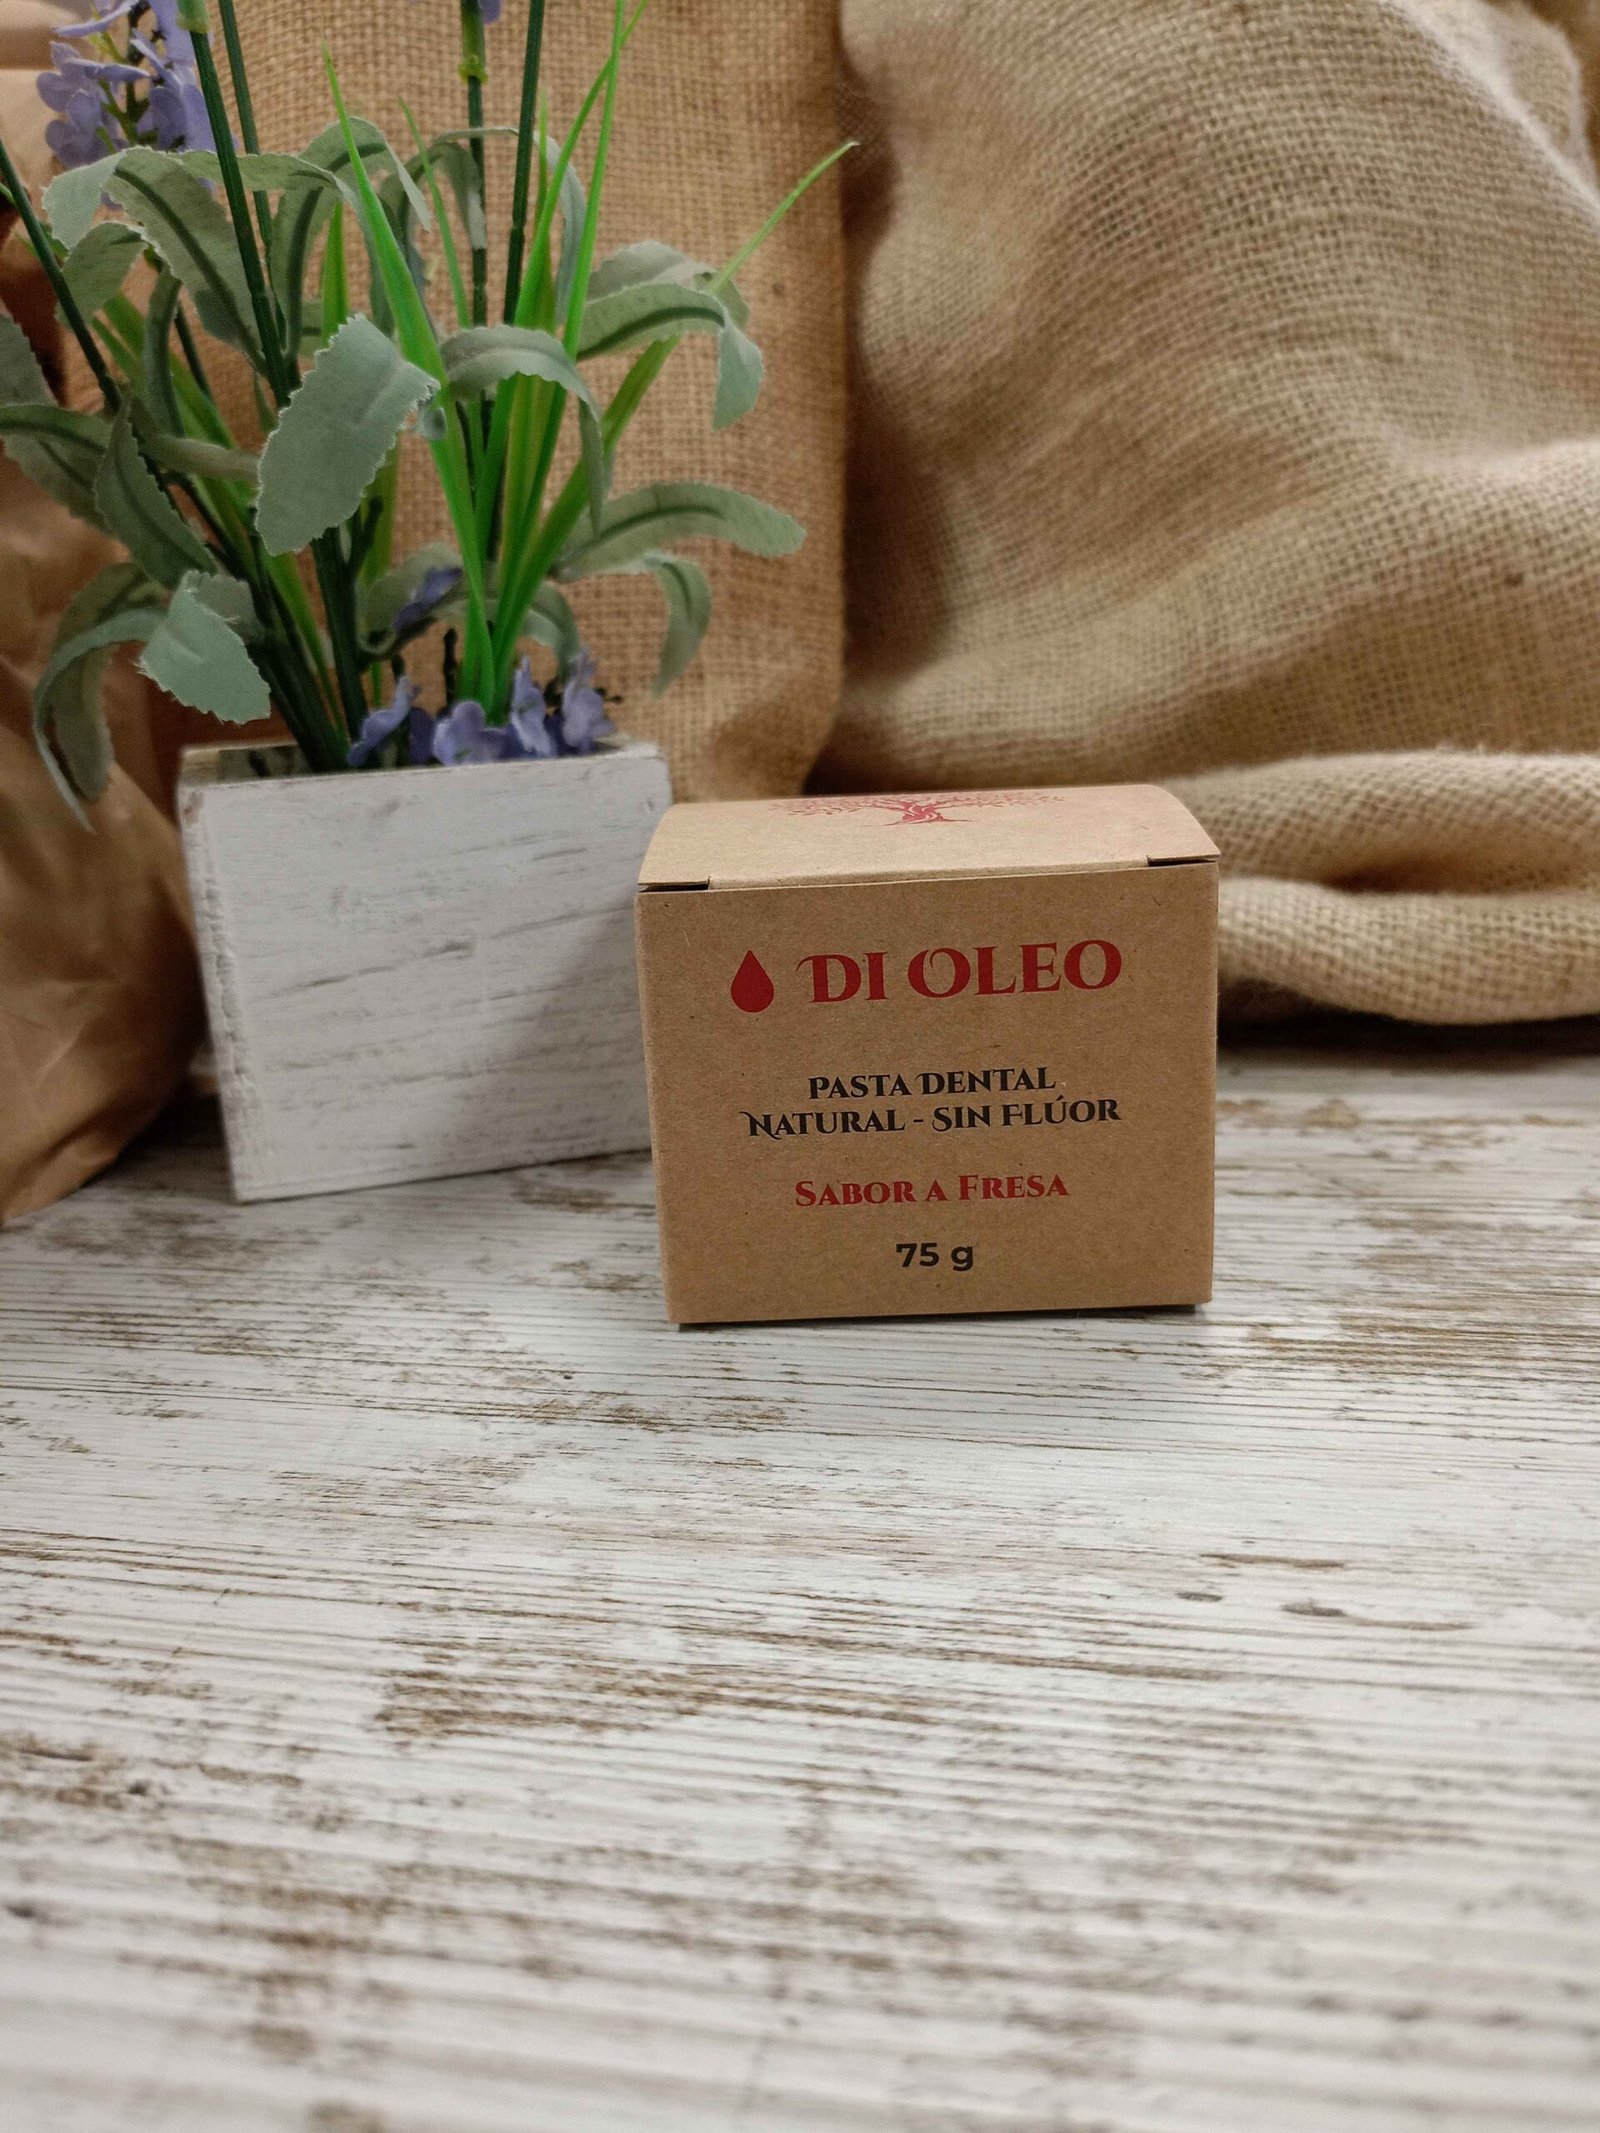 Di Oleo
Pasta Dental
Natural - Sin Flúor
Sabor a Fresa
75 g